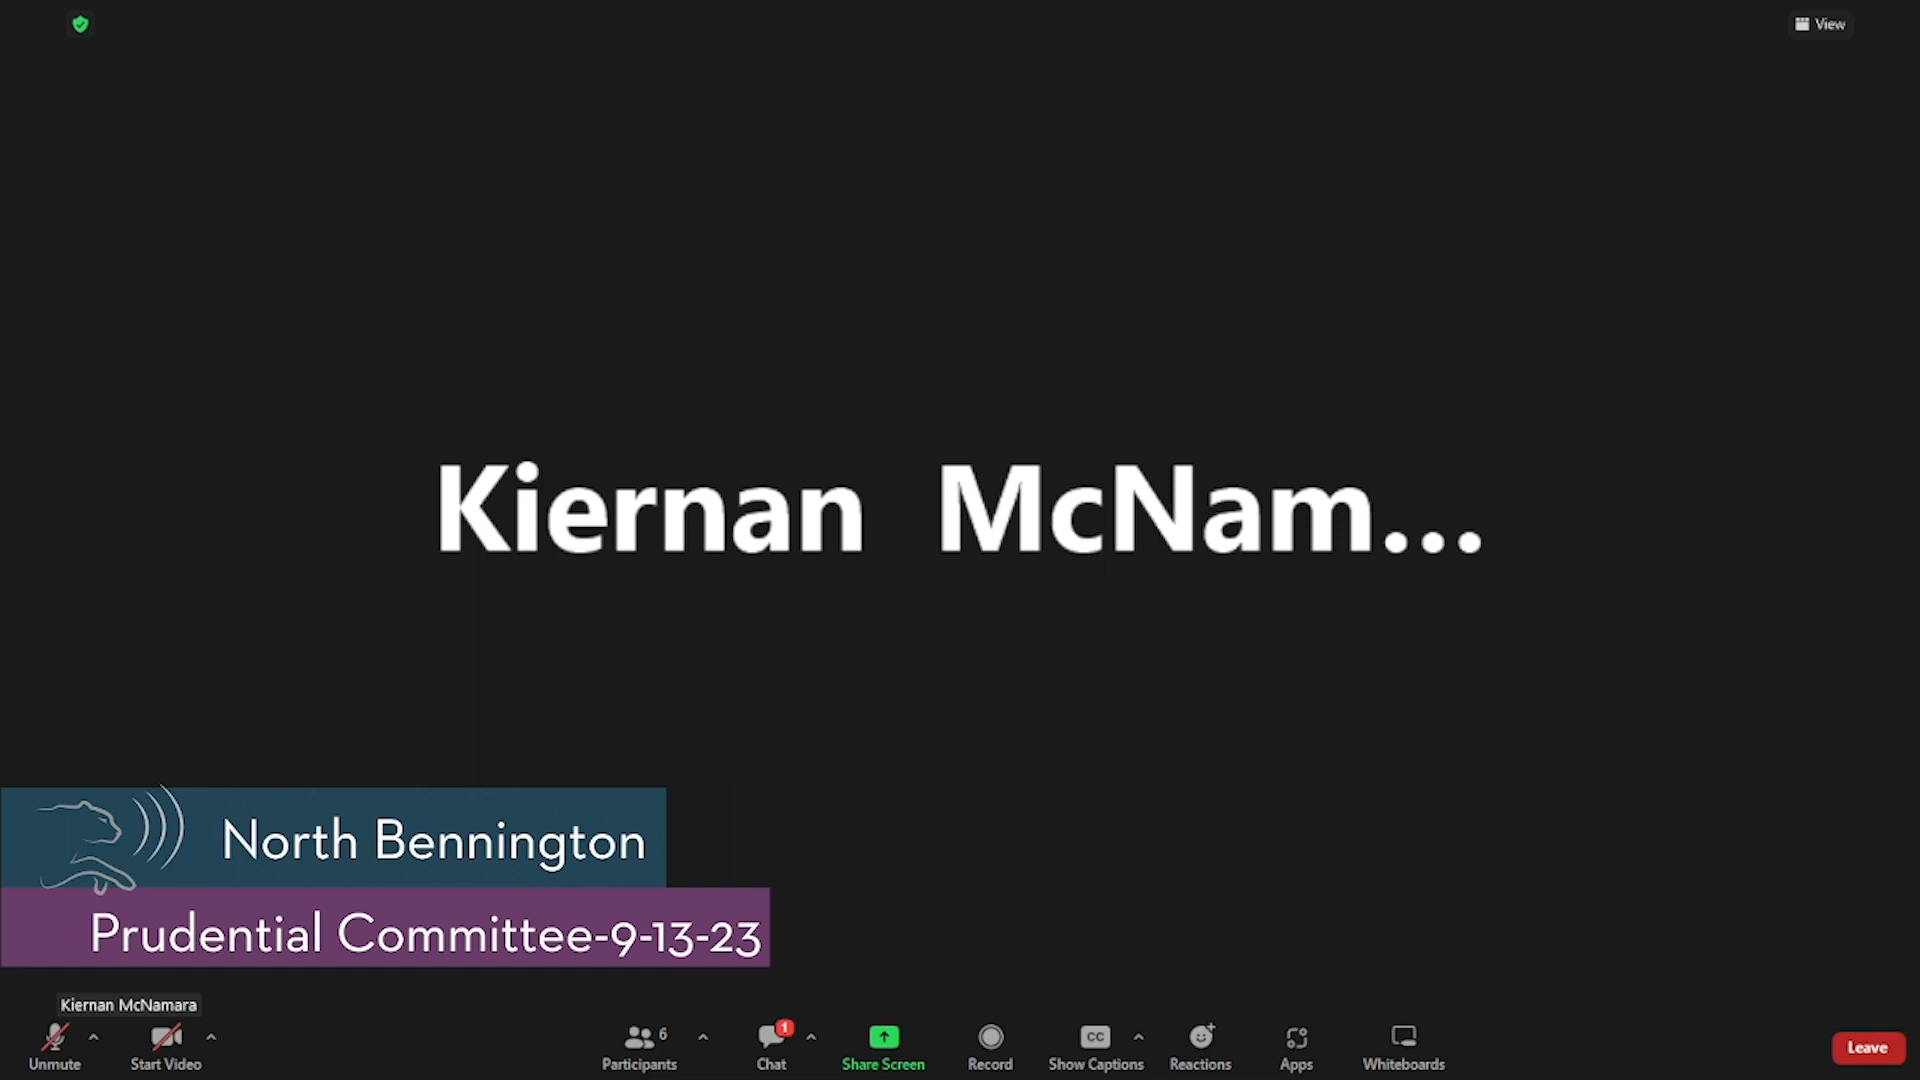 View
Kiernan McNam...
North Bennington
Prudential Committee-9-13-23
Kiernan McNamara
6
1
CC
Unmute
Start Video
Participants
Chat
Share Screen
Record
Show Captions
Reactions
Apps
Whiteboards
Leave